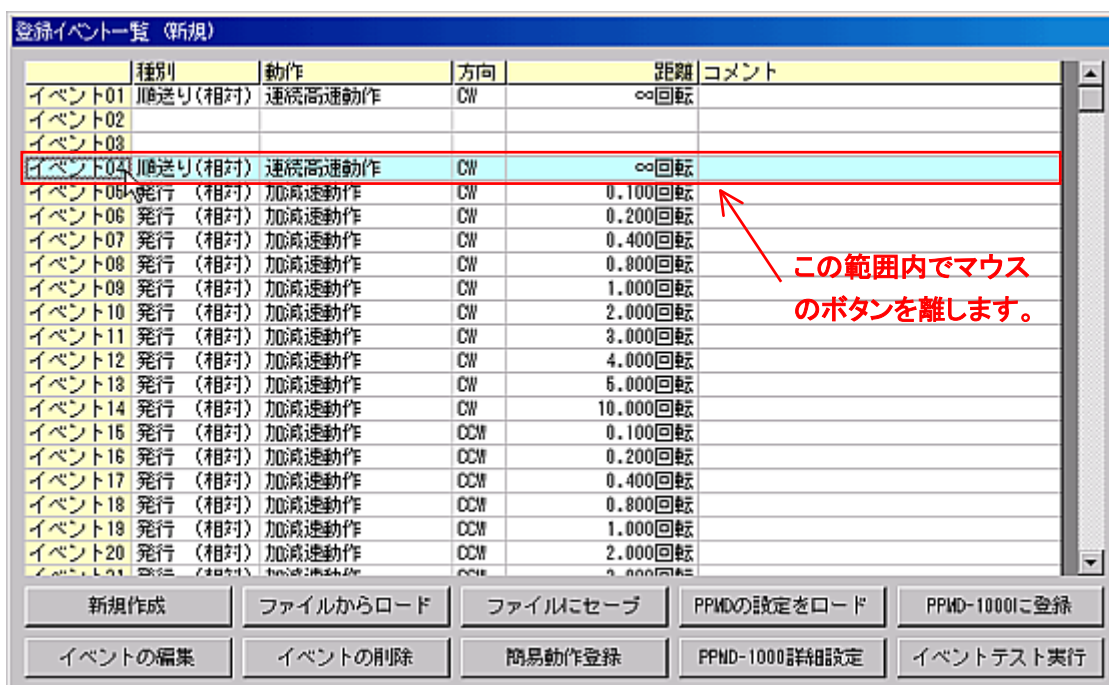 登録イベント一覧 (新規)
種別 動作 方向 距離 コメント
イベント01 順送り(相対) 連続高速動作 CW ∞回転
イベント02
イベント03
イベント04 順送り(相対) 連続高速動作 CW ∞回転
イベント05 発行 (相対) 加減速動作 CW 0.100回転
イベント06 発行 (相対) 加減速動作 CW 0.200回転
イベント07 発行 (相対) 加減速動作 CW 0.400回転
イベント08 発行 (相対) 加減速動作 CW 0.800回転
イベント09 発行 (相対) 加減速動作 CW 1.000回転
イベント10 発行 (相対) 加減速動作 CW 2.000回転
イベント11 発行 (相対) 加減速動作 CW 3.000回転
イベント12 発行 (相対) 加減速動作 CW 4.000回転
イベント13 発行 (相対) 加減速動作 CW 5.000回転
イベント14 発行 (相対) 加減速動作 CW 10.000回転
イベント15 発行 (相対) 加減速動作 CCW 0.100回転
イベント16 発行 (相対) 加減速動作 CCW 0.200回転
イベント17 発行 (相対) 加減速動作 CCW 0.400回転
イベント18 発行 (相対) 加減速動作 CCW 0.800回転
イベント19 発行 (相対) 加減速動作 CCW 1.000回転
イベント20 発行 (相対) 加減速動作 CCW 2.000回転
この範囲内でマウス
のボタンを離します。
新規作成 ファイルからロード ファイルにセーブ PPMDの設定をロード PPMD-1000に登録
イベントの編集 イベントの削除 簡易動作登録 PPMD-1000詳細設定 イベントテスト実行